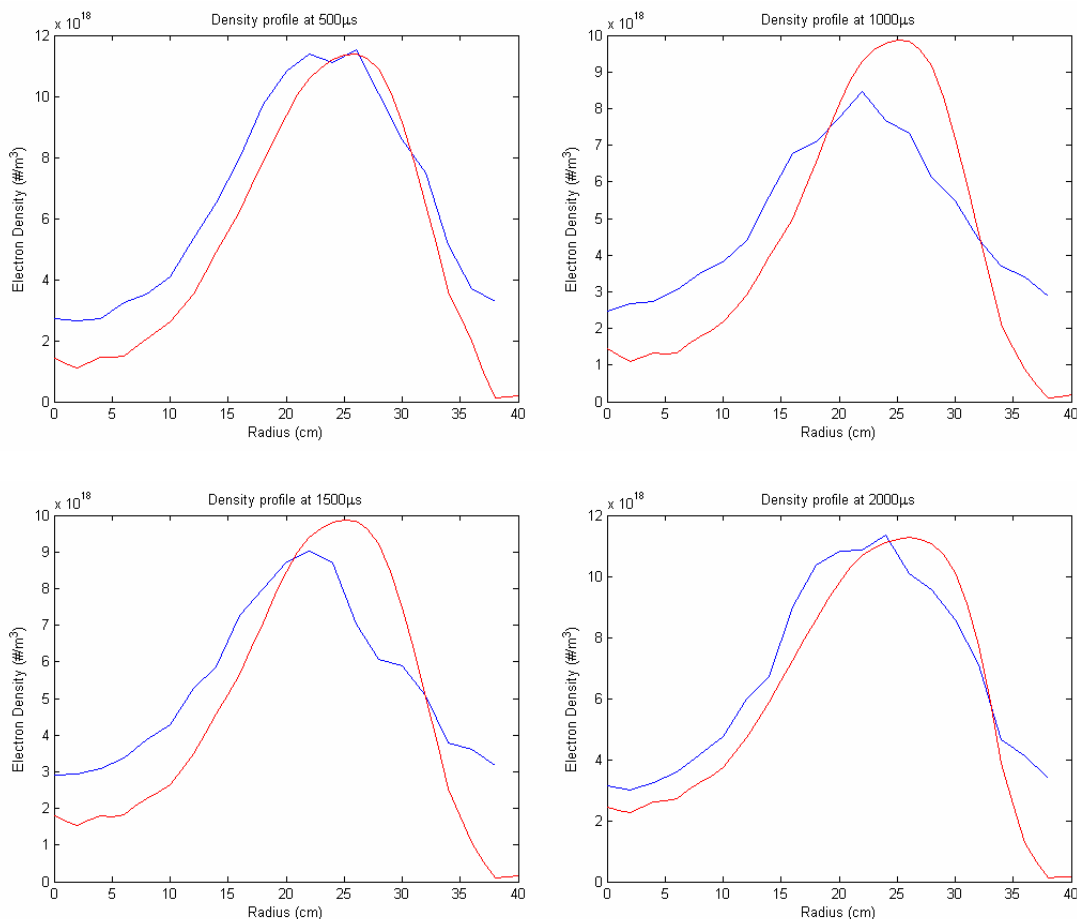 x 10^18
Density profile at 500μs
12
10
8
6
4
2
0
Electron Density (#/m^3)
0 5 10 15 20 25 30 35 40
Radius (cm)
x 10^18
Density profile at 1000μs
10
9
8
7
6
5
4
3
2
1
0
Electron Density (#/m^3)
0 5 10 15 20 25 30 35 40
Radius (cm)
x 10^18
Density profile at 1500μs
10
9
8
7
6
5
4
3
2
1
0
Electron Density (#/m^3)
0 5 10 15 20 25 30 35 40
Radius (cm)
x 10^18
Density profile at 2000μs
12
10
8
6
4
2
0
Electron Density (#/m^3)
0 5 10 15 20 25 30 35 40
Radius (cm)